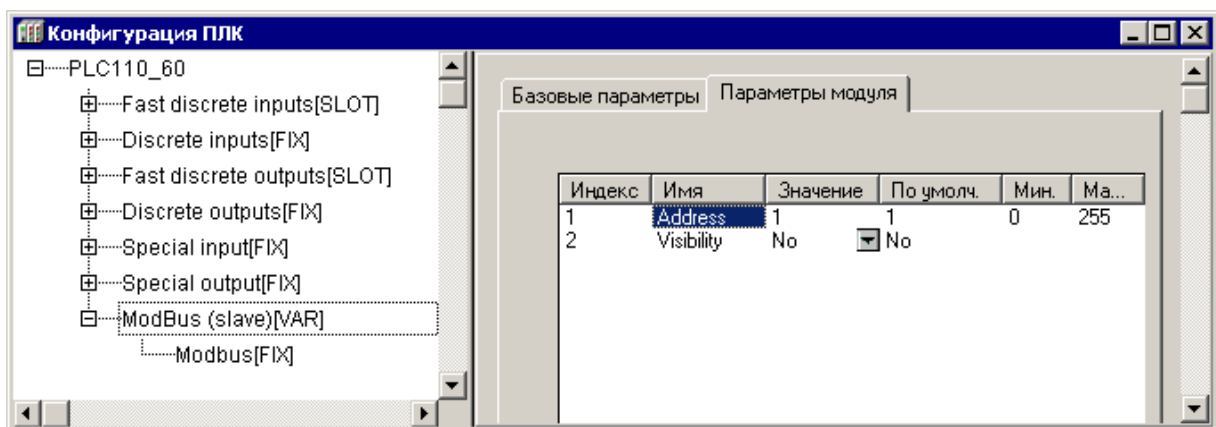 Конфигурация ПЛК
PLC110_60
Fast discrete inputs[SLOT]
Discrete inputs[FIX]
Fast discrete outputs[SLOT]
Discrete outputs[FIX]
Special input[FIX]
Special output[FIX]
ModBus (slave)[VAR]
Modbus[FIX]
Базовые параметры Параметры модуля
Индекс Имя Значение По умолч. Мин. Ма...
1 Address 1 1 0 255
2 Visibility No No